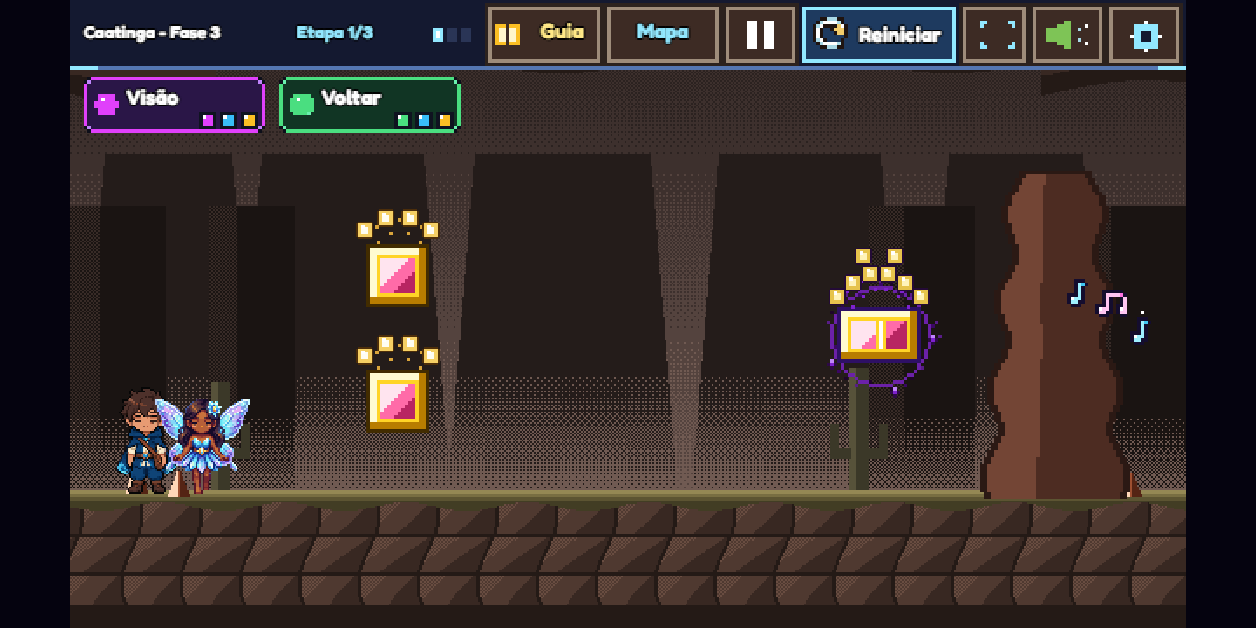 Caatinga - Fase 3
Etapa 1/3
Guia
Mapa
Reiniciar
Visão
Voltar